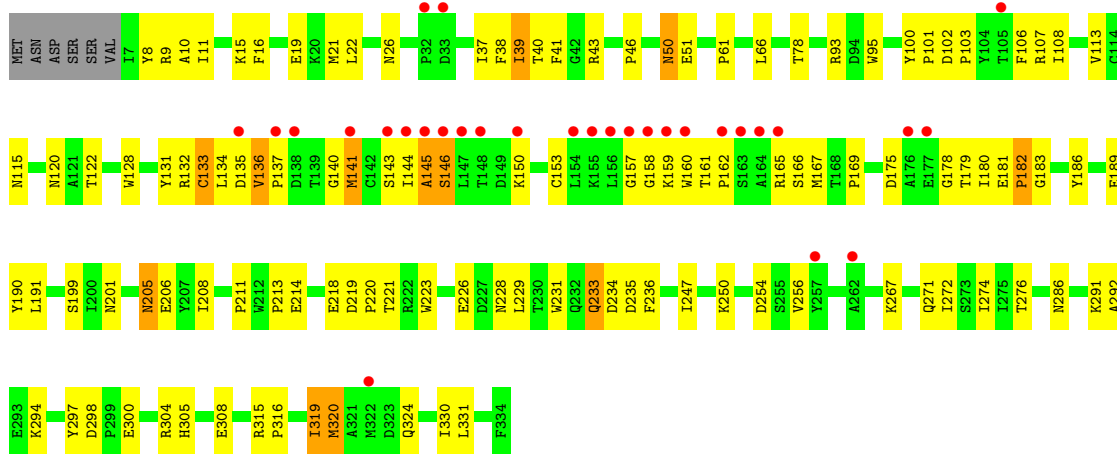 MET ASN ASP SER SER VAL I7 Y8 R9 A10 I11 K15 F16 E19 K20 M21 L22 N26 P32 D33 I37 F38 I39 T40 F41 G42 R43 P46 N50 E51 P61 L66 T78 R93 D94 W95 Y100 P101 D102 P103 Y104 T105 F106 R107 I108 V113 C114
N115 N120 A121 T122 W128 Y131 R132 C133 L134 D135 V136 P137 D138 T139 G140 M141 C142 S143 I144 A145 S146 L147 T148 D149 K150 C153 L154 K155 L156 G157 G158 K159 W160 T161 P162 S163 A164 R165 S166 M167 T168 P169 D175 A176 E177 G178 T179 I180 E181 P182 G183 Y186 E189
Y190 L191 S199 I200 N201 N205 E206 Y207 I208 P211 W212 P213 E214 E218 D219 P220 T221 R222 W223 E226 D227 N228 L229 T230 W231 Q232 Q233 D234 D235 F236 I247 K250 D254 S255 V256 Y257 A262 K267 Q271 I272 S273 I274 I275 T276 N286 K291 A292
E293 K294 Y297 D298 P299 E300 R304 H305 E308 R315 P316 I319 M320 A321 M322 D323 Q324 I330 L331 F334